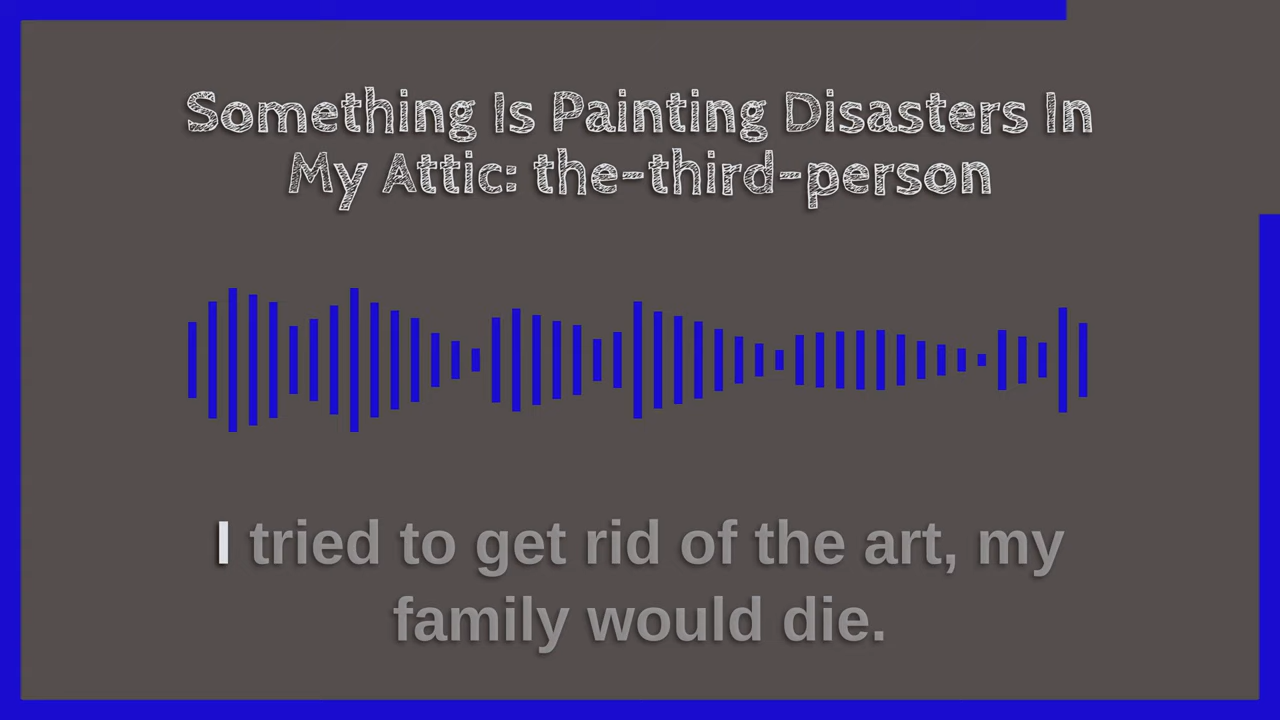 Something Is Painting Disasters In
My Attic: the-third-person
I tried to get rid of the art, my
family would die.